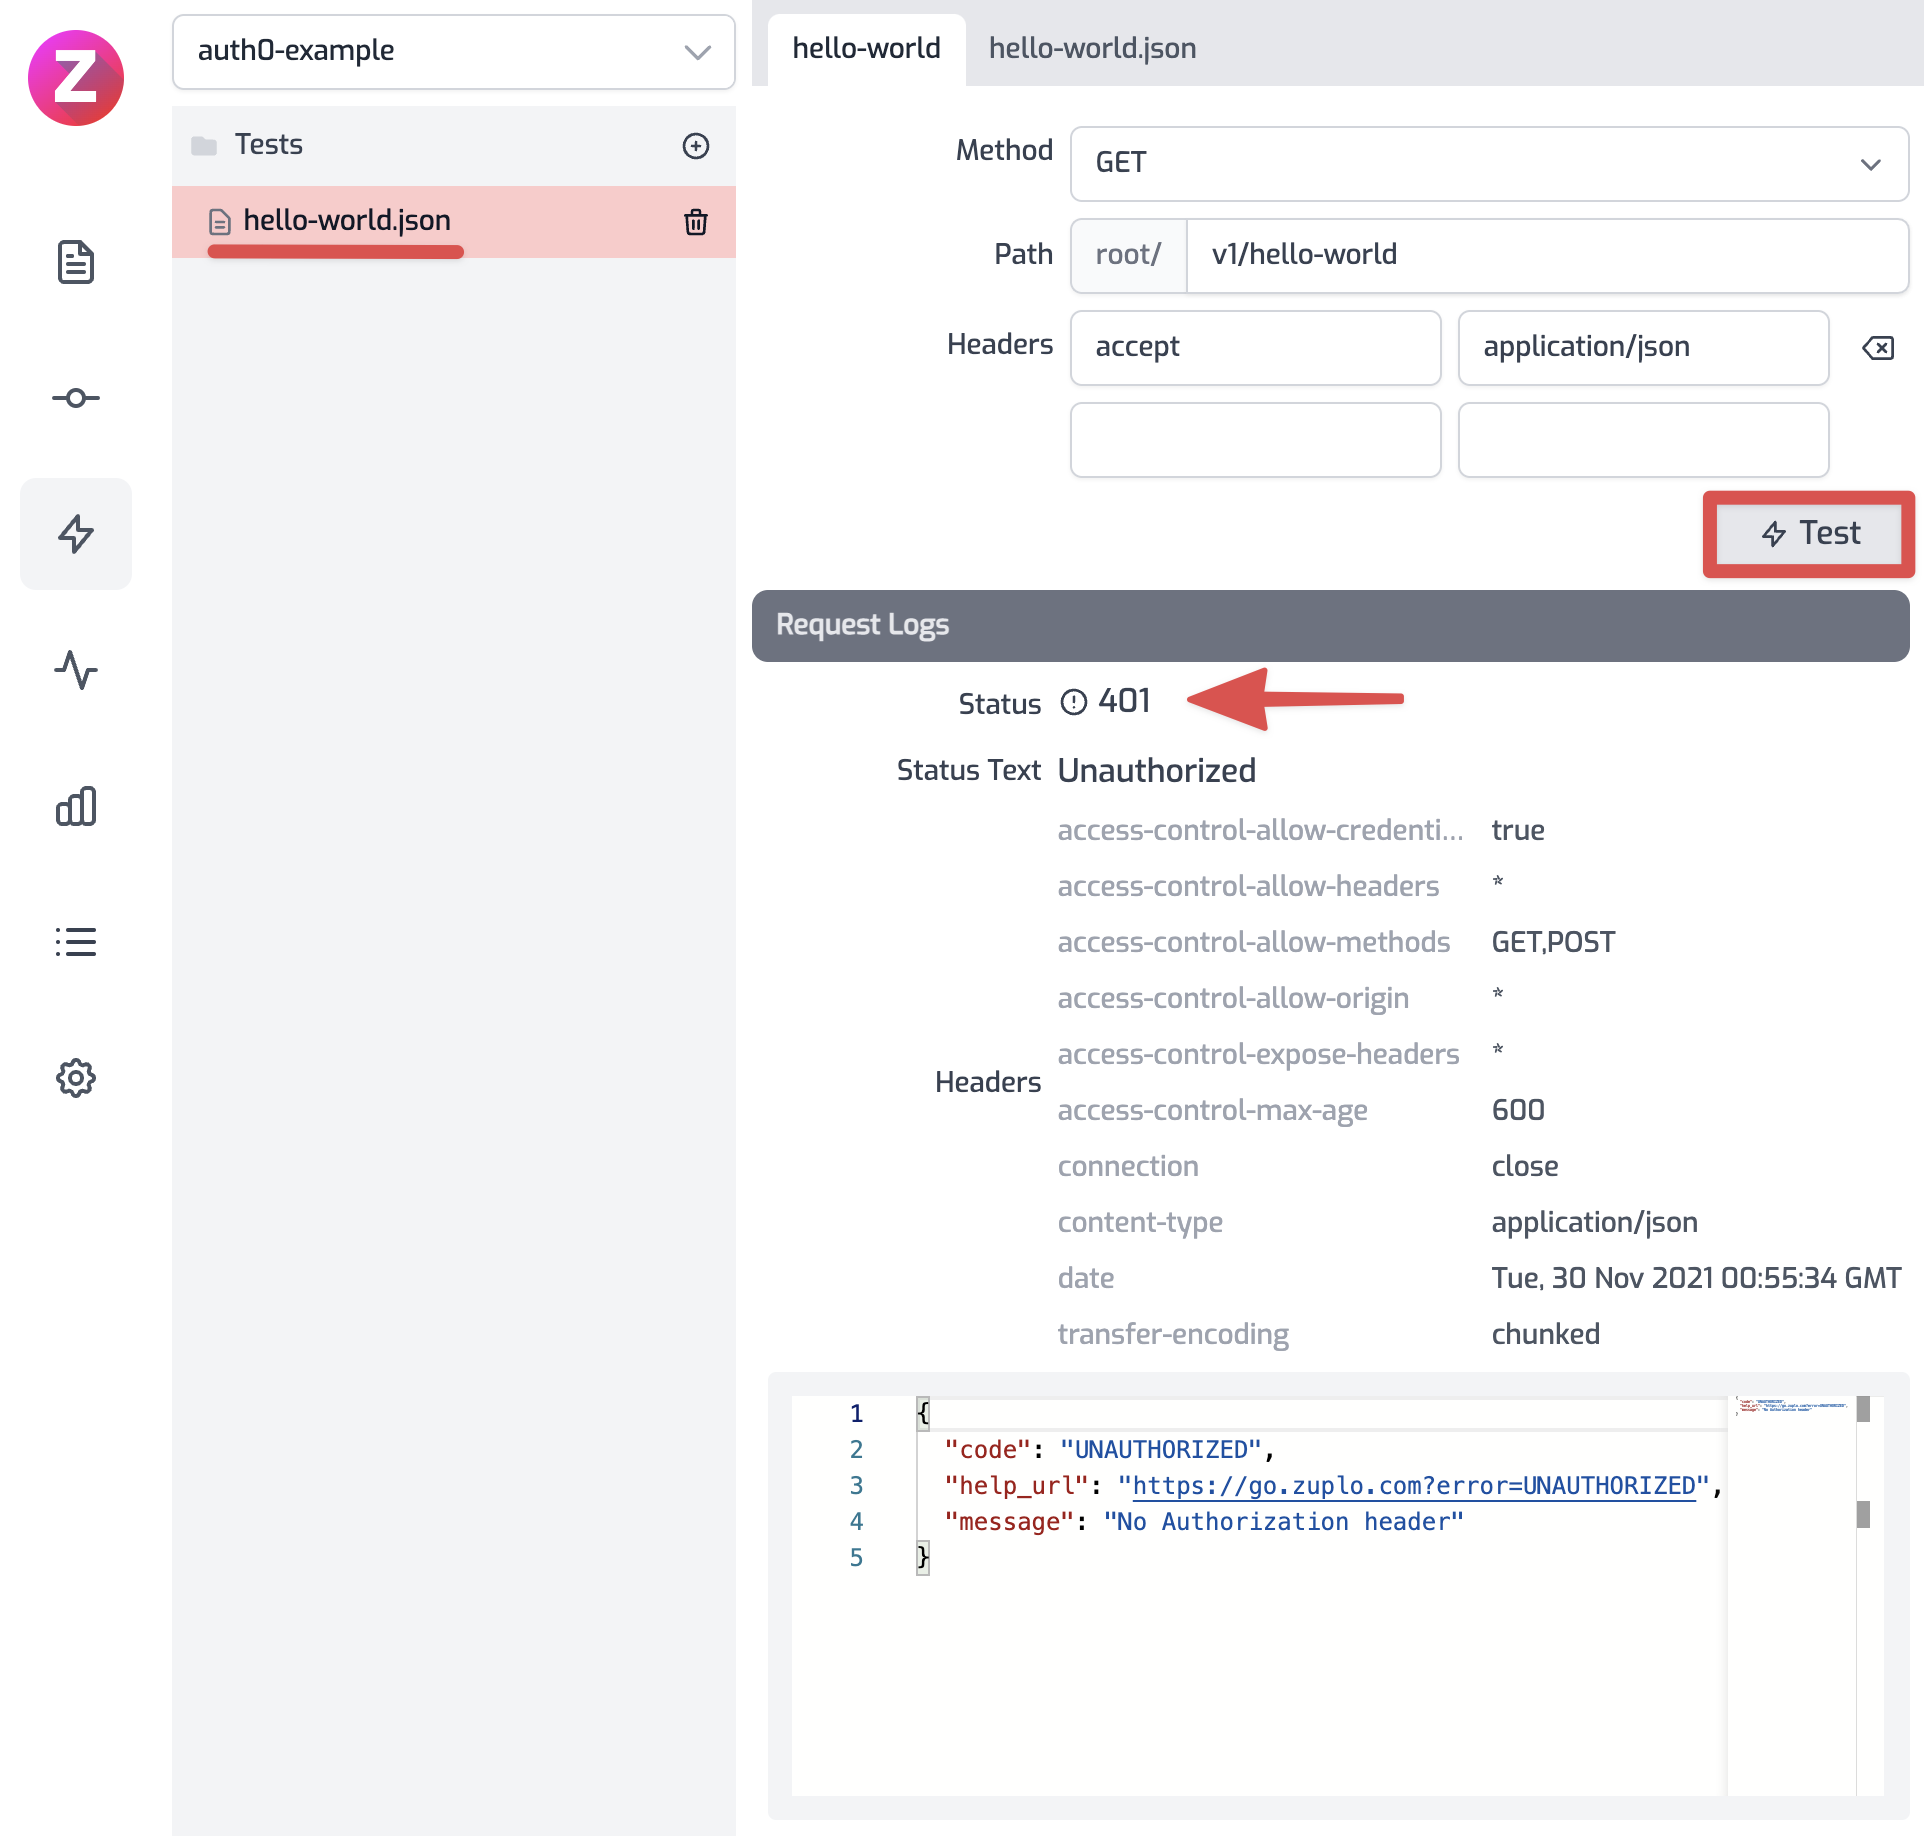 Z
auth0-example
Tests
hello-world.json
hello-world
hello-world.json
Method
GET
Path
root/
v1/hello-world
Headers
accept
application/json
Test
Request Logs
Status
401
Status Text
Unauthorized
Headers
access-control-allow-credenti... true
access-control-allow-headers *
access-control-allow-methods GET,POST
access-control-allow-origin *
access-control-expose-headers *
access-control-max-age 600
connection close
content-type application/json
date Tue, 30 Nov 2021 00:55:34 GMT
transfer-encoding chunked
1 {
2 "code": "UNAUTHORIZED",
3 "help_url": "https://go.zuplo.com?error=UNAUTHORIZED",
4 "message": "No Authorization header"
5 }